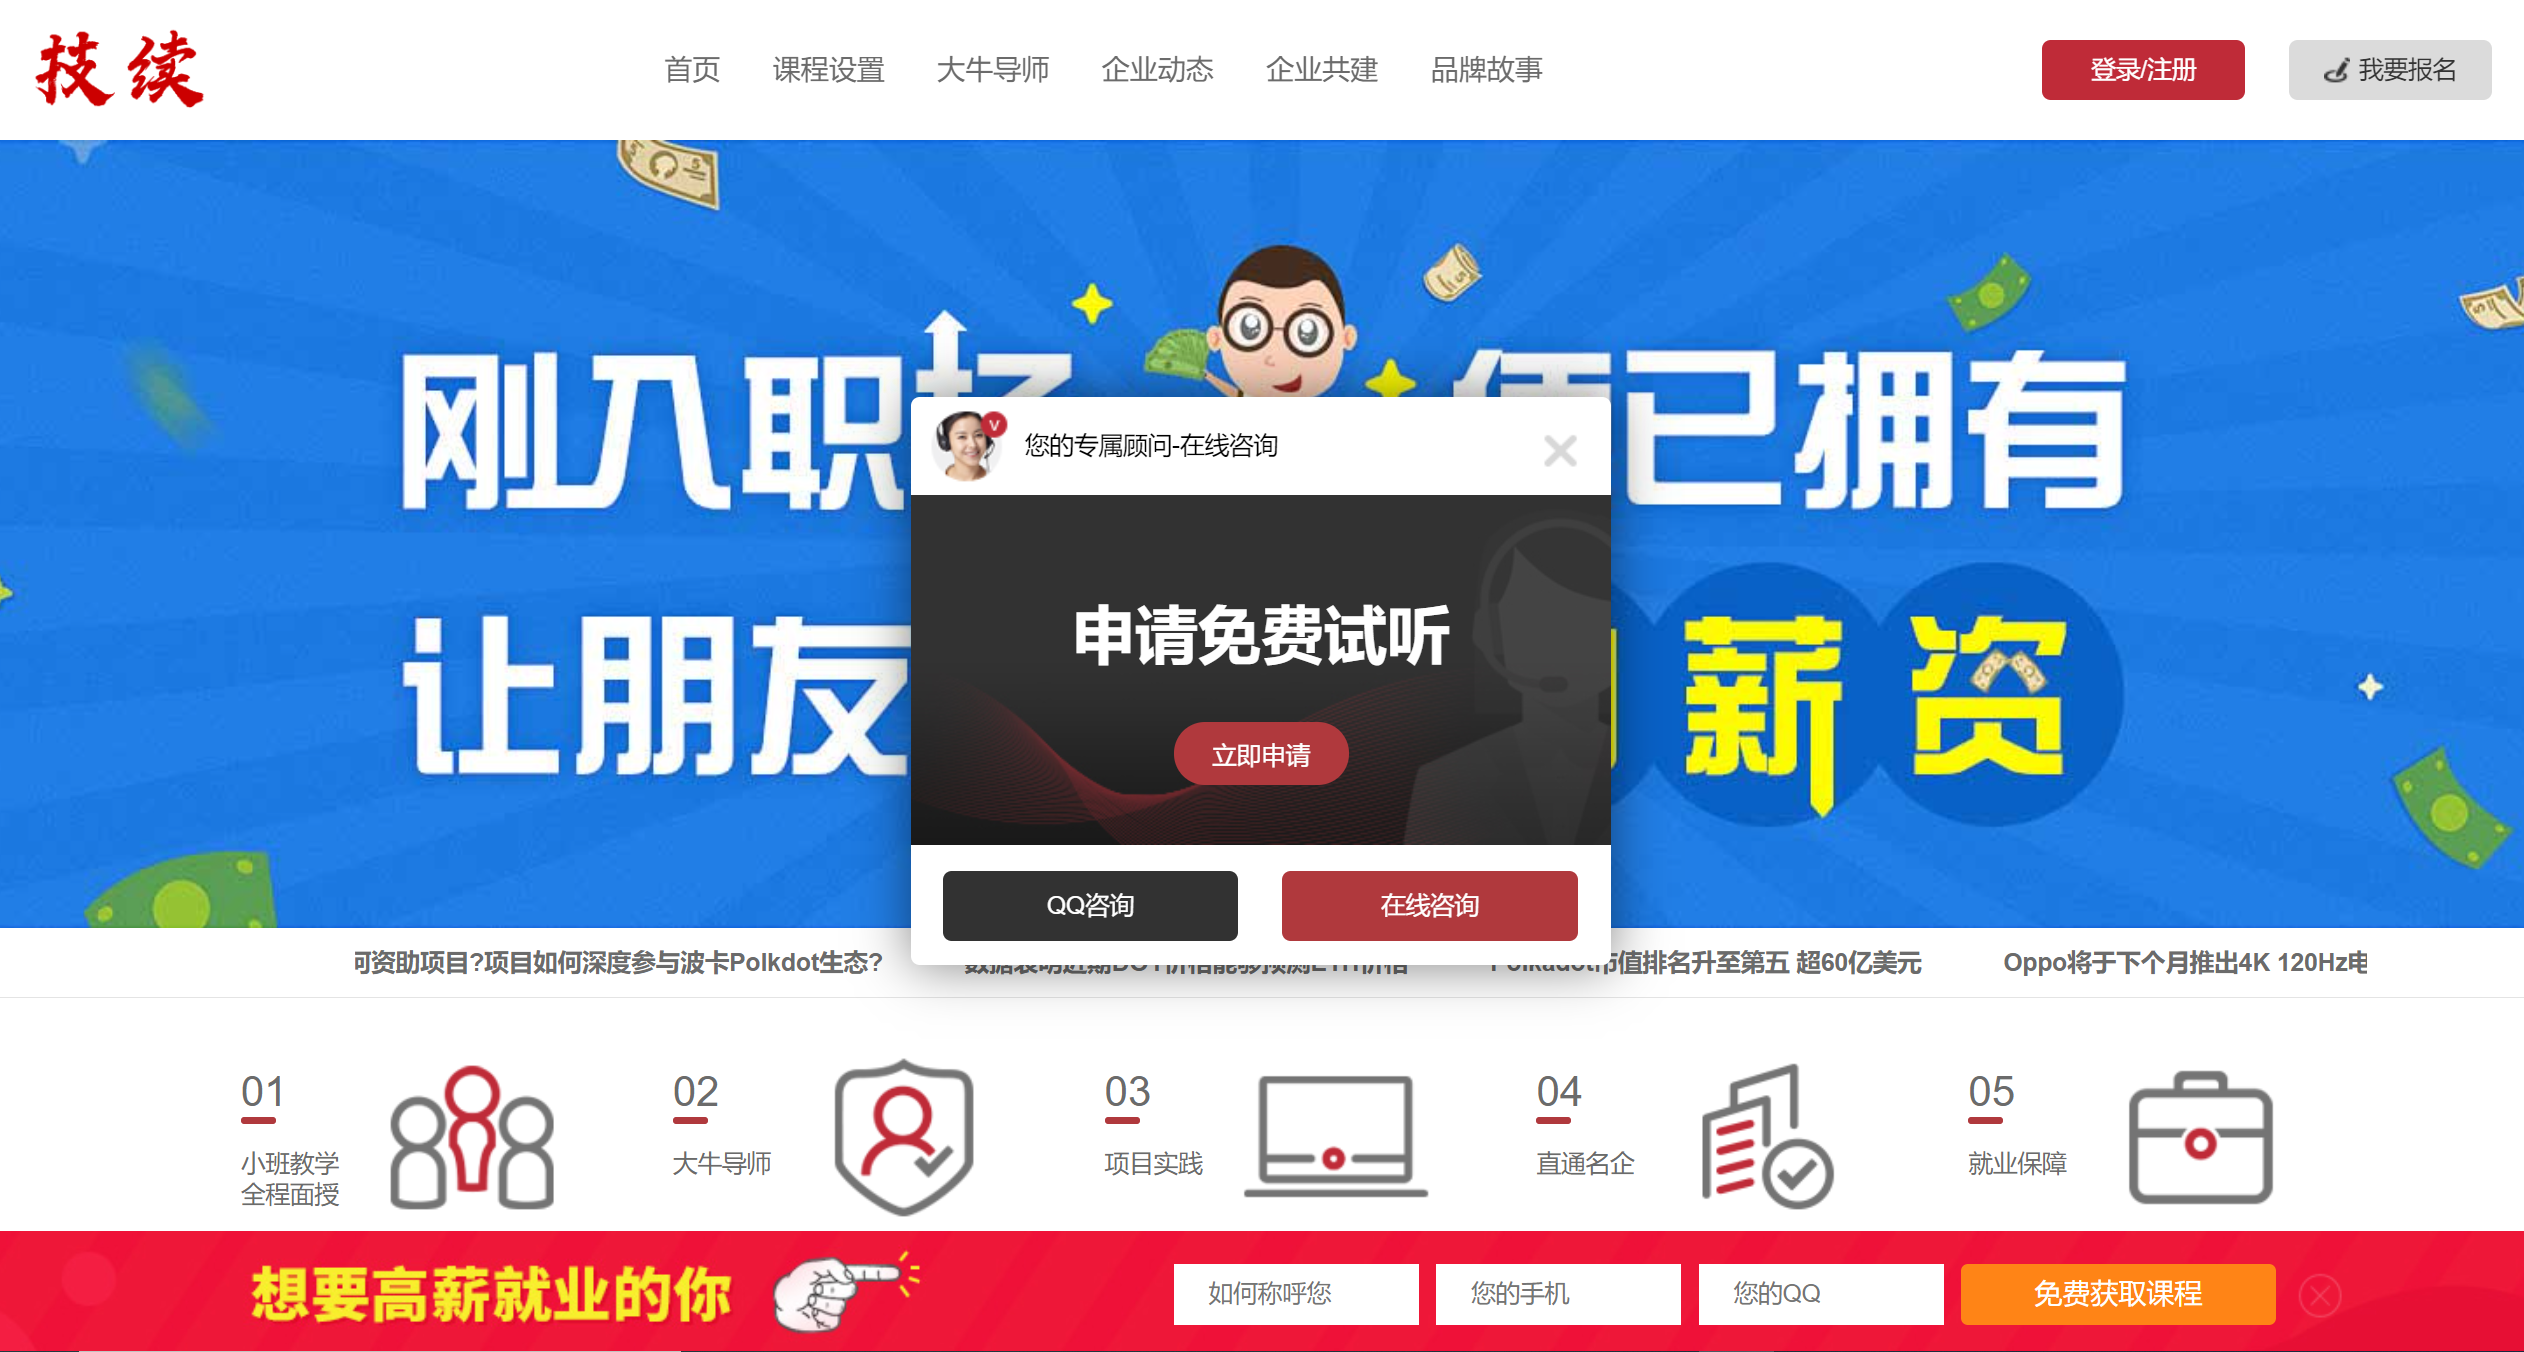 技续
首页 课程设置 大牛导师 企业动态 企业共建 品牌故事
登录/注册
我要报名
刚入职 已拥有
让朋友 薪资
V
您的专属顾问-在线咨询
申请免费试听
立即申请
QQ咨询
在线咨询
资助项目?项目如何深度参与波卡Polkdot生态?
市值排名升至第五 超60亿美元
Oppo将于下个月推出4K 120Hz电
01
小班教学
全程面授
02
大牛导师
03
项目实践
04
直通名企
05
就业保障
想要高薪就业的你
如何称呼您
您的手机
您的QQ
免费获取课程